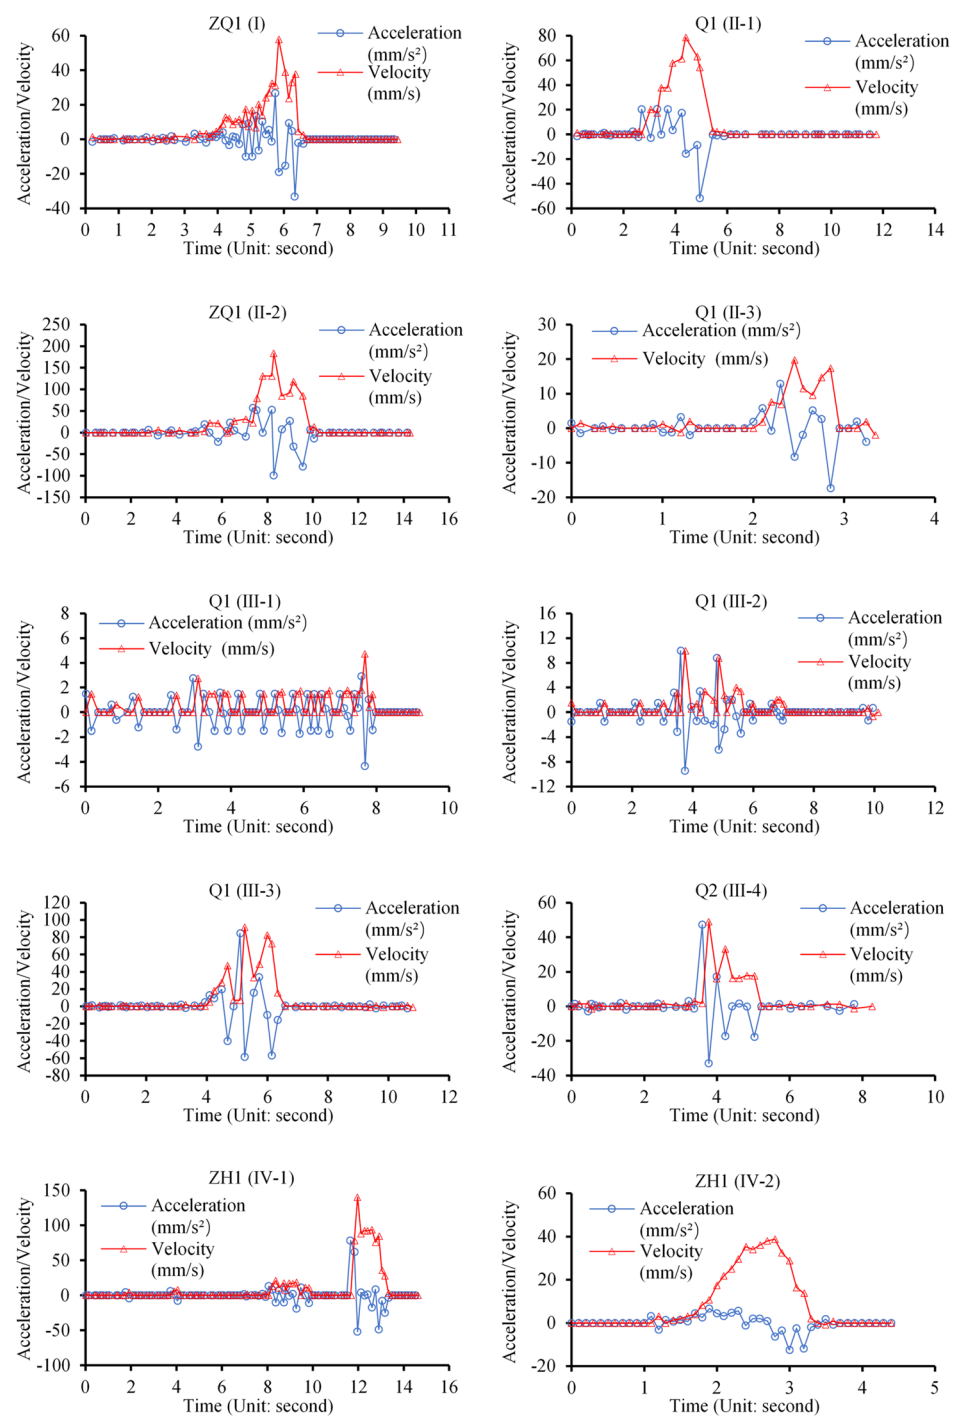 ZQ1 (I)
Acceleration/Velocity
60
40
20
0
-20
-40
Acceleration
(mm/s²)
Velocity
(mm/s)
0 1 2 3 4 5 6 7 8 9 10 11
Time (Unit: second)
Q1 (II-1)
Acceleration/Velocity
80
60
40
20
0
-20
-40
-60
Acceleration
(mm/s²)
Velocity
(mm/s)
0 2 4 6 8 10 12 14
Time (Unit: second)
ZQ1 (II-2)
Acceleration/Velocity
250
200
150
100
50
0
-50
-100
-150
Acceleration
(mm/s²)
Velocity
(mm/s)
0 2 4 6 8 10 12 14 16
Time (Unit: second)
Q1 (II-3)
Acceleration/Velocity
30
20
10
0
-10
-20
Acceleration (mm/s²)
Velocity (mm/s)
0 1 2 3 4
Time (Unit: second)
Q1 (III-1)
Acceleration/Velocity
8
6
4
2
0
-2
-4
-6
Acceleration (mm/s²)
Velocity (mm/s)
0 2 4 6 8 10
Time (Unit: second)
Q1 (III-2)
Acceleration/Velocity
16
12
8
4
0
-4
-8
-12
Acceleration
(mm/s²)
Velocity
(mm/s)
0 2 4 6 8 10 12
Time (Unit: second)
Q1 (III-3)
Acceleration/Velocity
120
100
80
60
40
20
0
-20
-40
-60
-80
Acceleration
(mm/s²)
Velocity
(mm/s)
0 2 4 6 8 10 12
Time (Unit: second)
Q2 (III-4)
Acceleration/Velocity
60
40
20
0
-20
-40
Acceleration
(mm/s²)
Velocity
(mm/s)
0 2 4 6 8 10
Time (Unit: second)
ZH1 (IV-1)
Acceleration/Velocity
150
100
50
0
-50
-100
Acceleration
(mm/s²)
Velocity
(mm/s)
0 2 4 6 8 10 12 14 16
Time (Unit: second)
ZH1 (IV-2)
Acceleration/Velocity
60
40
20
0
-20
Acceleration
(mm/s²)
Velocity
(mm/s)
0 1 2 3 4 5
Time (Unit: second)